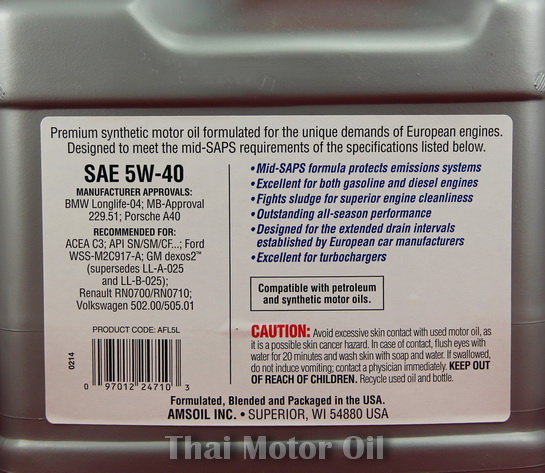 Premium synthetic motor oil formulated for the unique demands of European engines.
Designed to meet the mid-SAPS requirements of the specifications listed below.
SAE 5W-40
MANUFACTURER APPROVALS:
BMW Longlife-04; MB-Approval
229.51; Porsche A40
RECOMMENDED FOR:
ACEA C3; API SN/SM/CF...; Ford
WSS-M2C917-A; GM dexos2™
(supersedes LL-A-025
and LL-B-025);
Renault RN0700/RN0710;
Volkswagen 502.00/505.01
PRODUCT CODE: AFL5L
0214
0 97012 24710 3
• Mid-SAPS formula protects emissions systems
• Excellent for both gasoline and diesel engines
• Fights sludge for superior engine cleanliness
• Outstanding all-season performance
• Designed for the extended drain intervals
established by European car manufacturers
• Excellent for turbochargers
Compatible with petroleum
and synthetic motor oils.
CAUTION: Avoid excessive skin contact with used motor oil, as
it is a possible skin cancer hazard. In case of contact, flush eyes with
water for 20 minutes and wash skin with soap and water. If swallowed,
do not induce vomiting; contact a physician immediately. KEEP OUT
OF REACH OF CHILDREN. Recycle used oil and bottle.
Formulated, Blended and Packaged in the USA.
AMSOIL INC. • SUPERIOR, WI 54880 USA
Thai Motor Oil